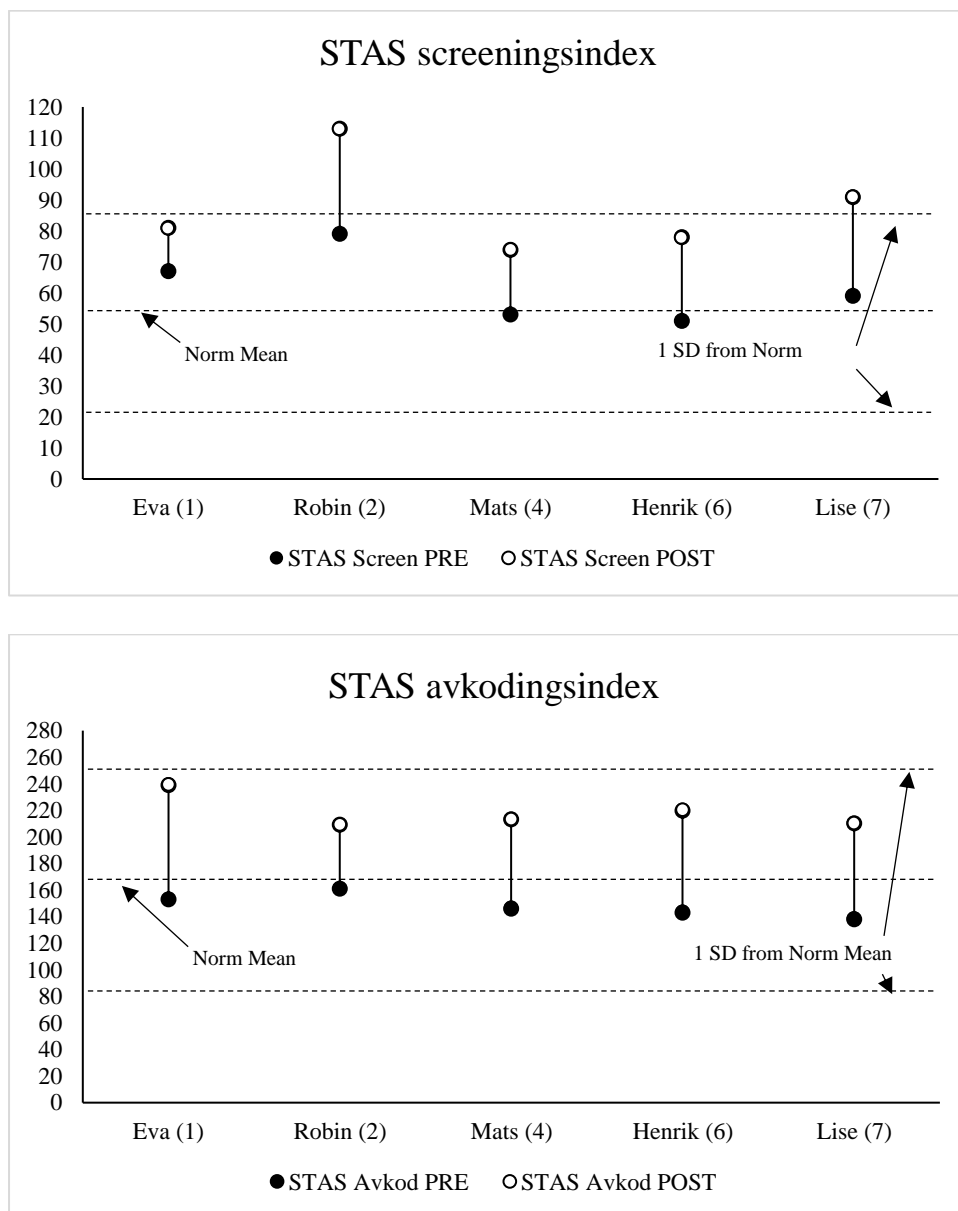 STAS screeningsindex
120
110
100
90
80
70
60
50
40
30
20
10
0
Norm Mean
1 SD from Norm
Eva (1) Robin (2) Mats (4) Henrik (6) Lise (7)
STAS Screen PRE STAS Screen POST
STAS avkodingsindex
280
260
240
220
200
180
160
140
120
100
80
60
40
20
0
Norm Mean
1 SD from Norm Mean
Eva (1) Robin (2) Mats (4) Henrik (6) Lise (7)
STAS Avkod PRE STAS Avkod POST